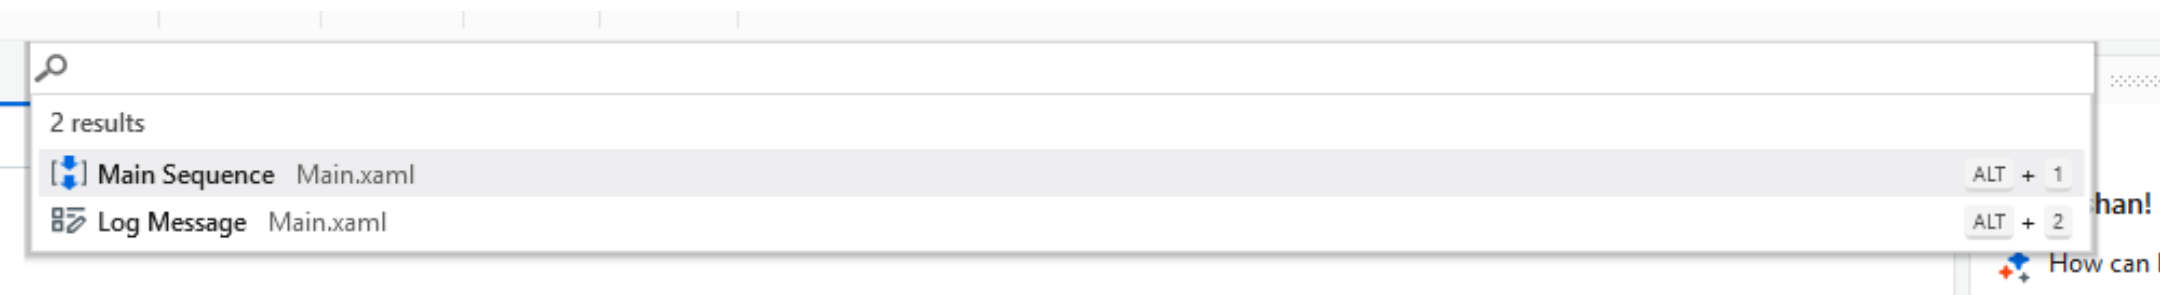 2 results
Main Sequence Main.xaml ALT + 1
Log Message Main.xaml ALT + 2
han!
How can